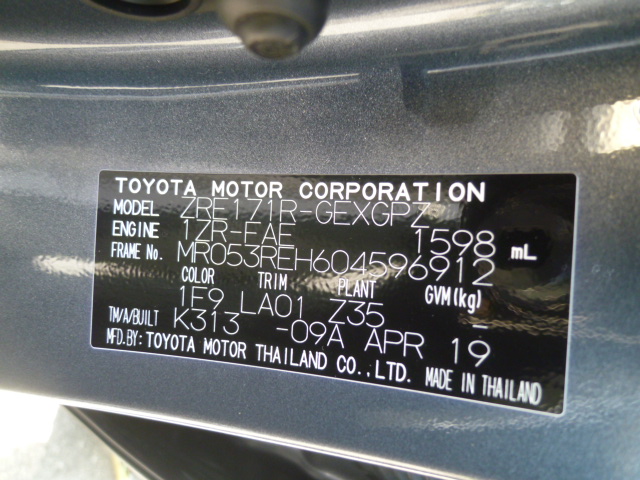 TOYOTA MOTOR CORPORATION
MODEL ZRE171R-GEXGPZ
ENGINE 1ZR-FAE 1598 mL
FRAME No. MR053REH604596912
COLOR TRIM PLANT GVM(kg)
1F9 LA01 Z35 -
TM/A/BUILT K313 -09A APR 19 -
MFD.BY: TOYOTA MOTOR THAILAND CO.,LTD. MADE IN THAILAND